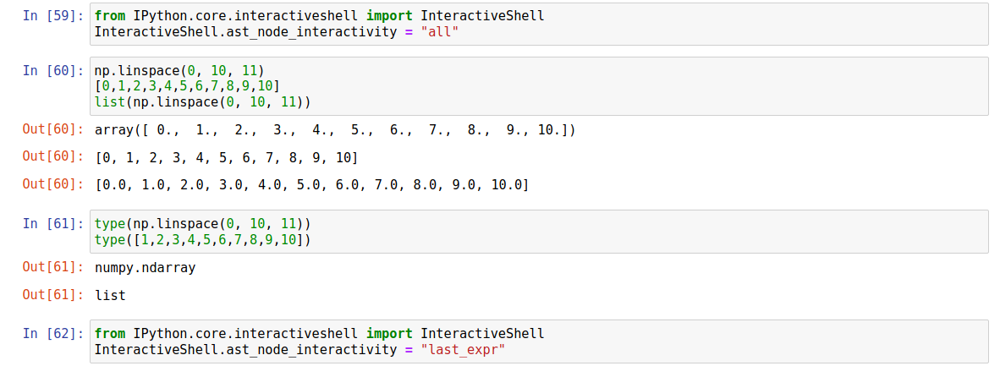 In [59]: from IPython.core.interactiveshell import InteractiveShell
InteractiveShell.ast_node_interactivity = "all"
In [60]: np.linspace(0, 10, 11)
[0,1,2,3,4,5,6,7,8,9,10]
list(np.linspace(0, 10, 11))
Out[60]: array([ 0.,  1.,  2.,  3.,  4.,  5.,  6.,  7.,  8.,  9., 10.])
Out[60]: [0, 1, 2, 3, 4, 5, 6, 7, 8, 9, 10]
Out[60]: [0.0, 1.0, 2.0, 3.0, 4.0, 5.0, 6.0, 7.0, 8.0, 9.0, 10.0]
In [61]: type(np.linspace(0, 10, 11))
type([1,2,3,4,5,6,7,8,9,10])
Out[61]: numpy.ndarray
Out[61]: list
In [62]: from IPython.core.interactiveshell import InteractiveShell
InteractiveShell.ast_node_interactivity = "last_expr"